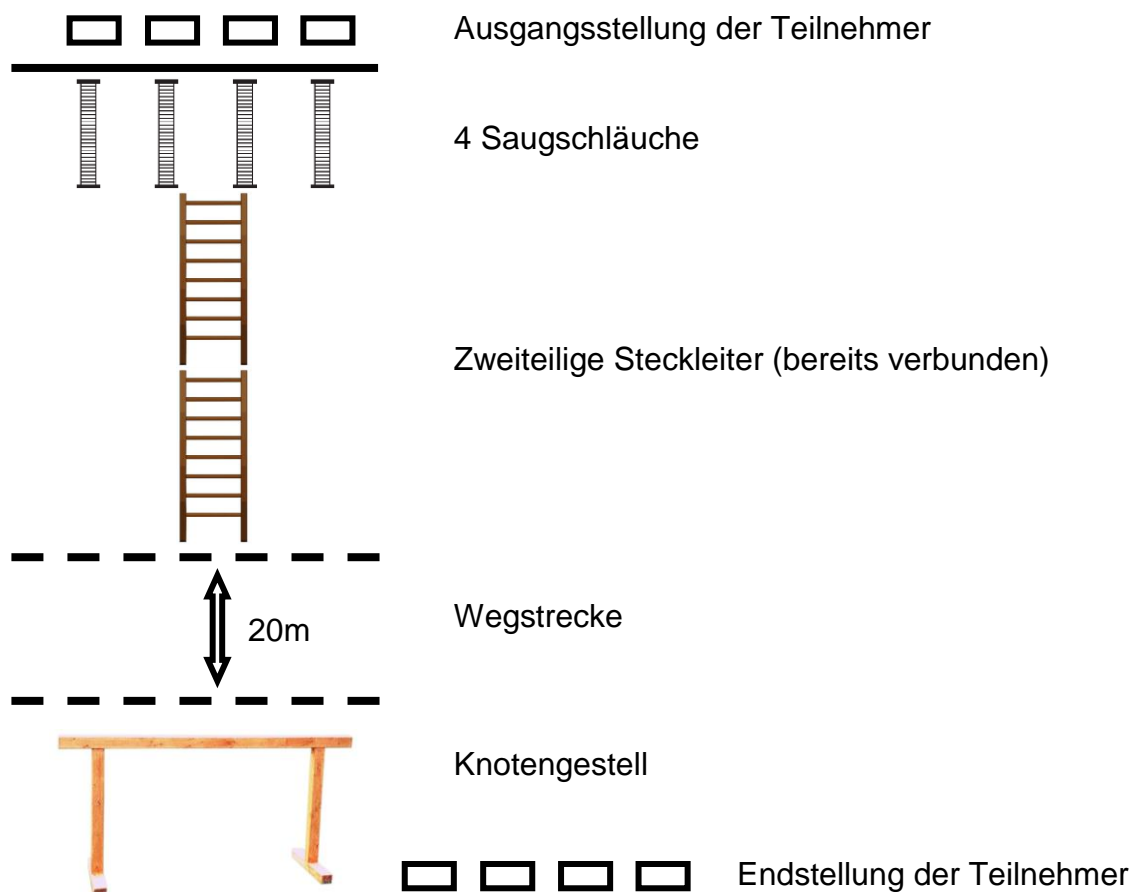 Ausgangsstellung der Teilnehmer
4 Saugschläuche
Zweiteilige Steckleiter (bereits verbunden)
20m
Wegstrecke
Knotengestell
Endstellung der Teilnehmer